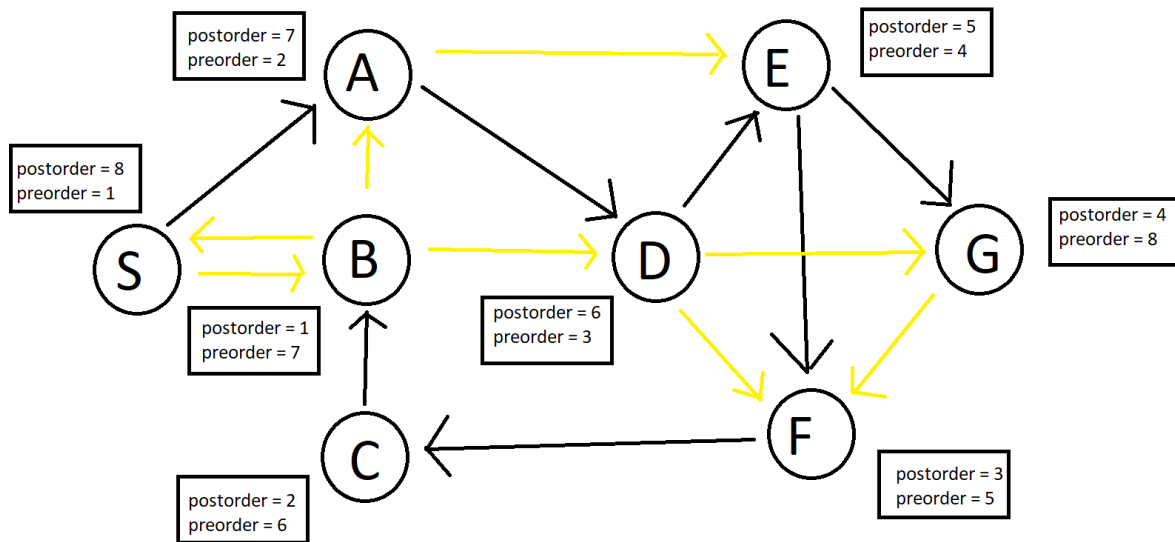 postorder = 7
preorder = 2
A
E
postorder = 5
preorder = 4
postorder = 8
preorder = 1
S
B
D
G
postorder = 4
preorder = 8
postorder = 1
preorder = 7
postorder = 6
preorder = 3
C
F
postorder = 2
preorder = 6
postorder = 3
preorder = 5